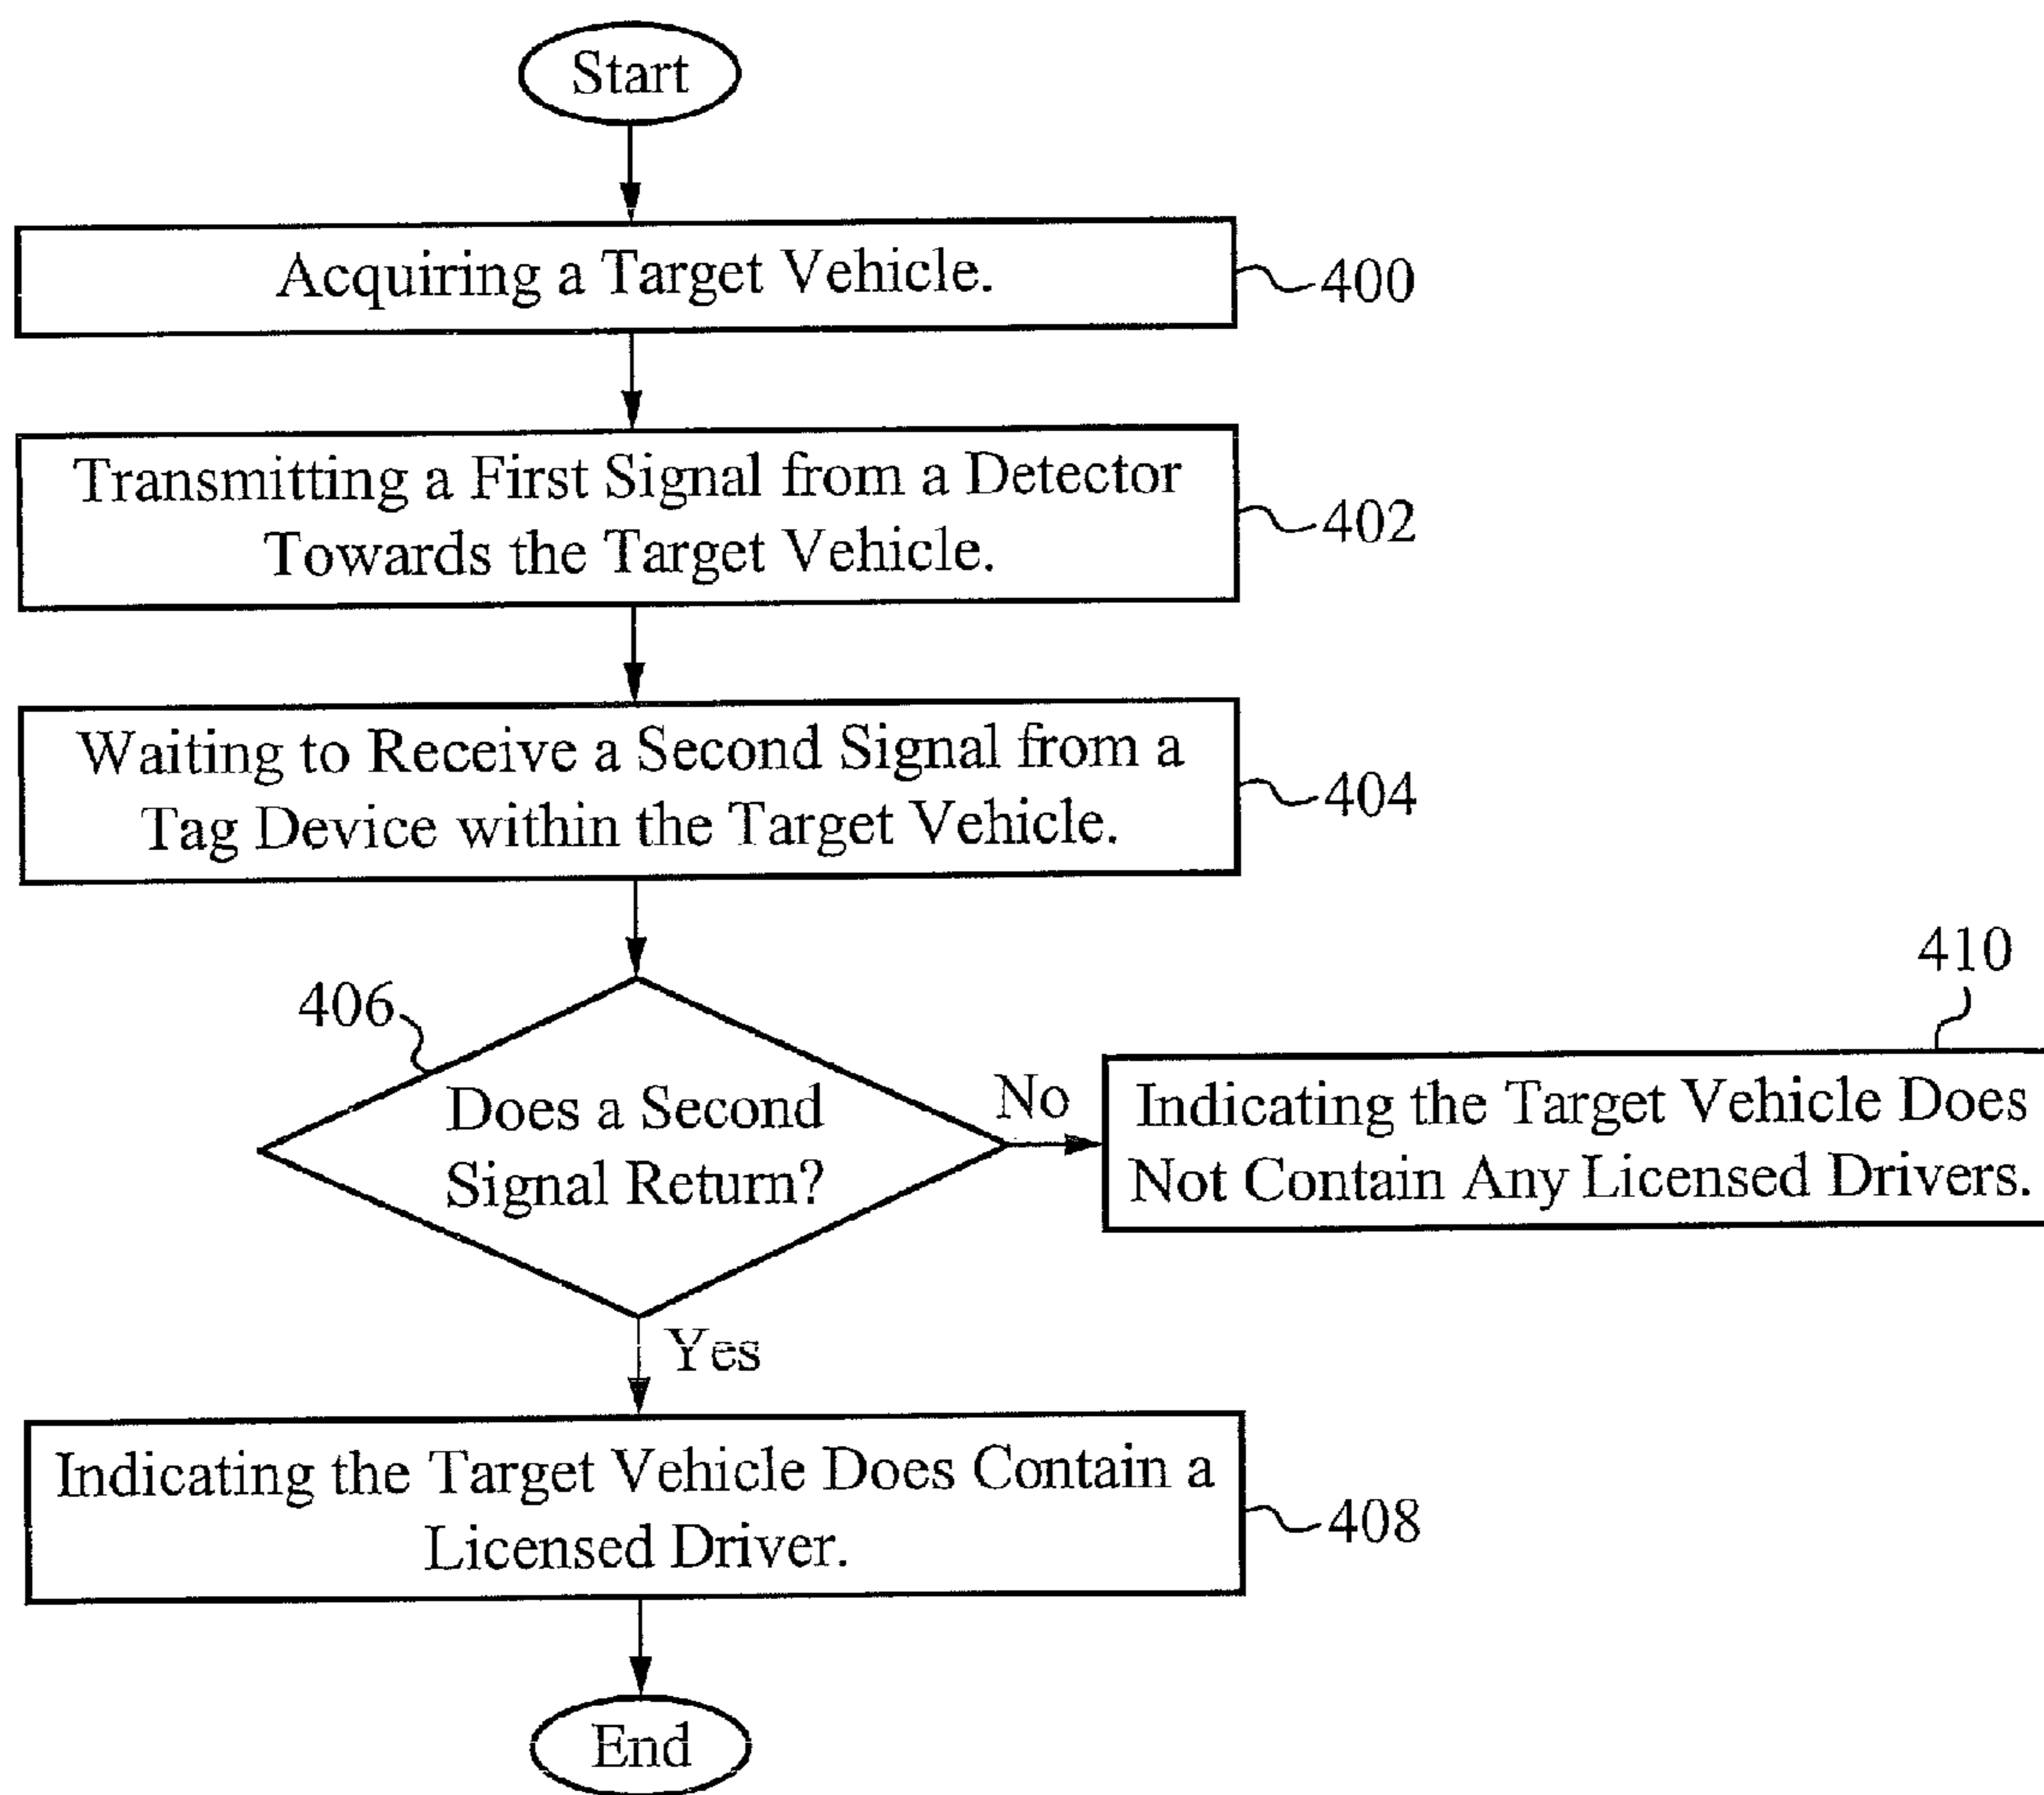 Start
Acquiring a Target Vehicle.
400
Transmitting a First Signal from a Detector
Towards the Target Vehicle.
402
Waiting to Receive a Second Signal from a
Tag Device within the Target Vehicle.
404
406
Does a Second
Signal Return?
No
410
Indicating the Target Vehicle Does
Not Contain Any Licensed Drivers.
Yes
Indicating the Target Vehicle Does Contain a
Licensed Driver.
408
End